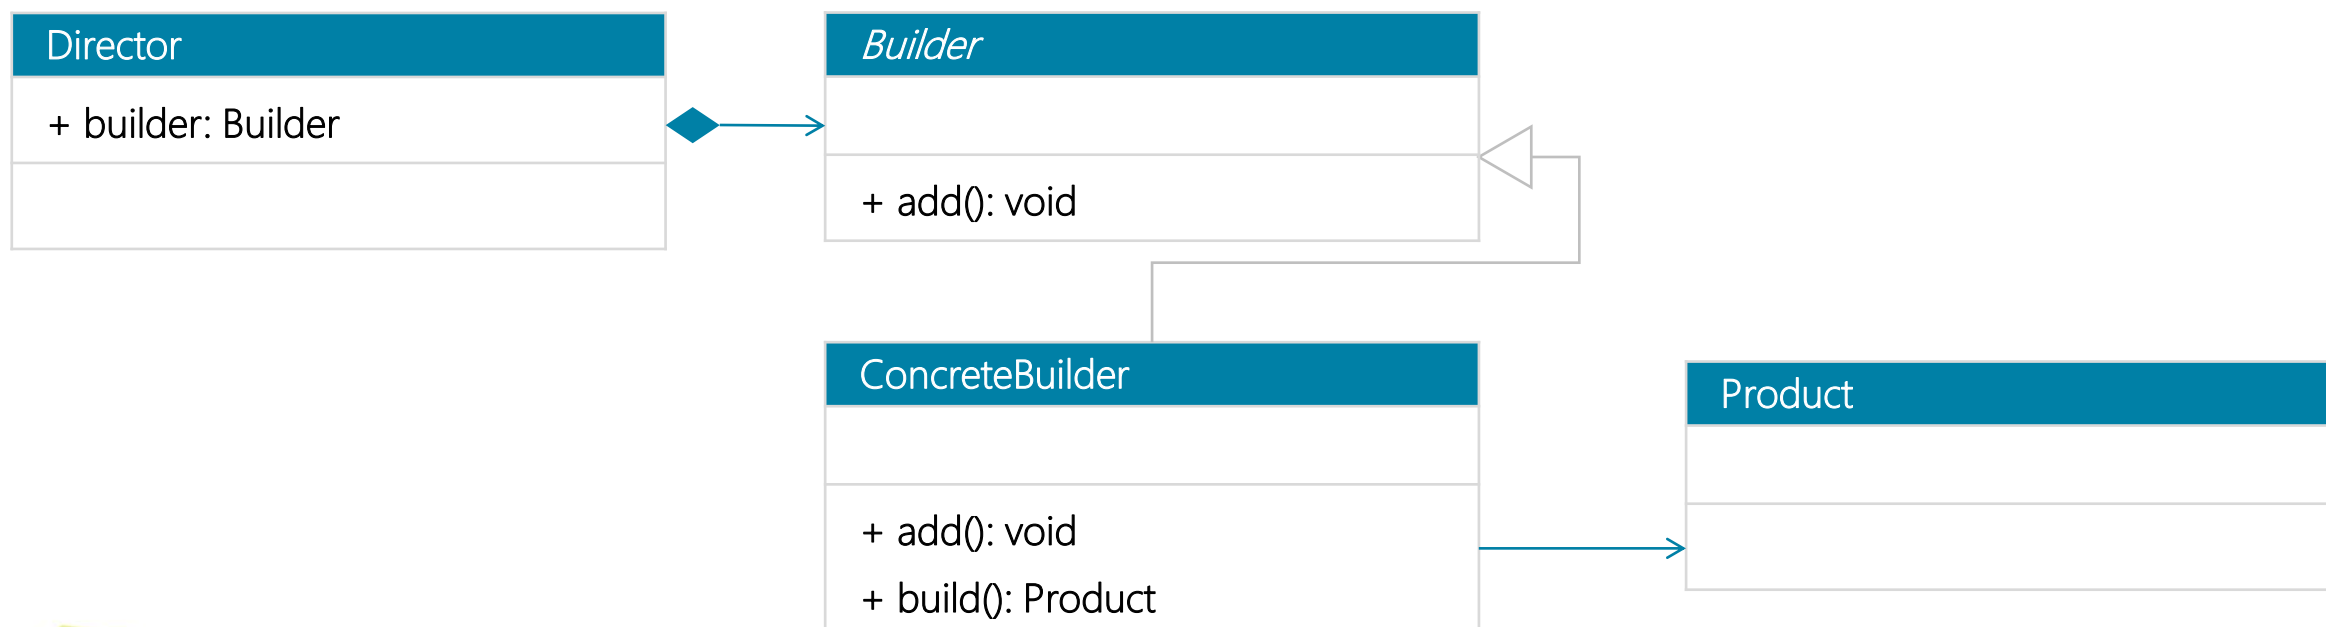 Director
+ builder: Builder
Builder
+ add(): void
ConcreteBuilder
+ add(): void
+ build(): Product
Product